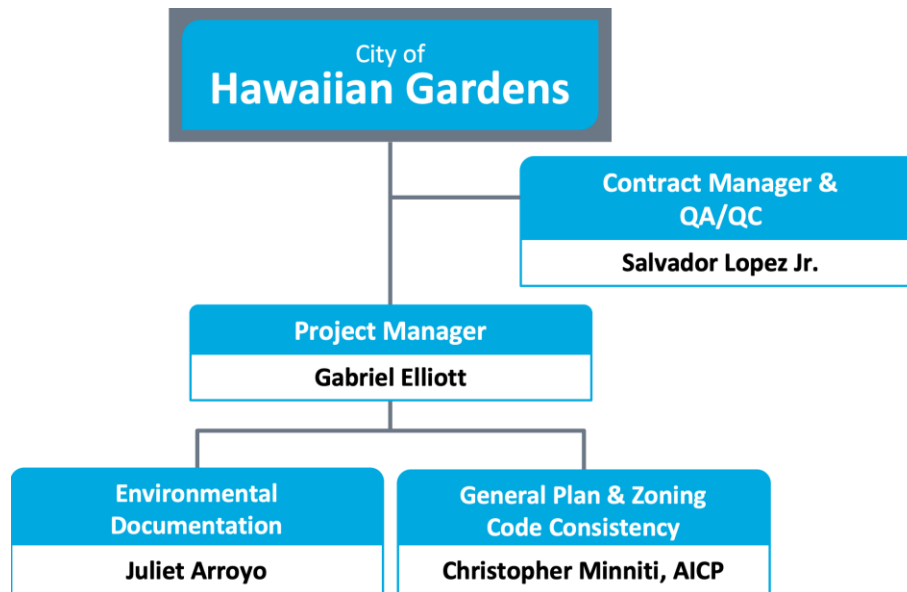 City of
Hawaiian Gardens
Contract Manager &
QA/QC
Salvador Lopez Jr.
Project Manager
Gabriel Elliott
Environmental
Documentation
Juliet Arroyo
General Plan & Zoning
Code Consistency
Christopher Minniti, AICP